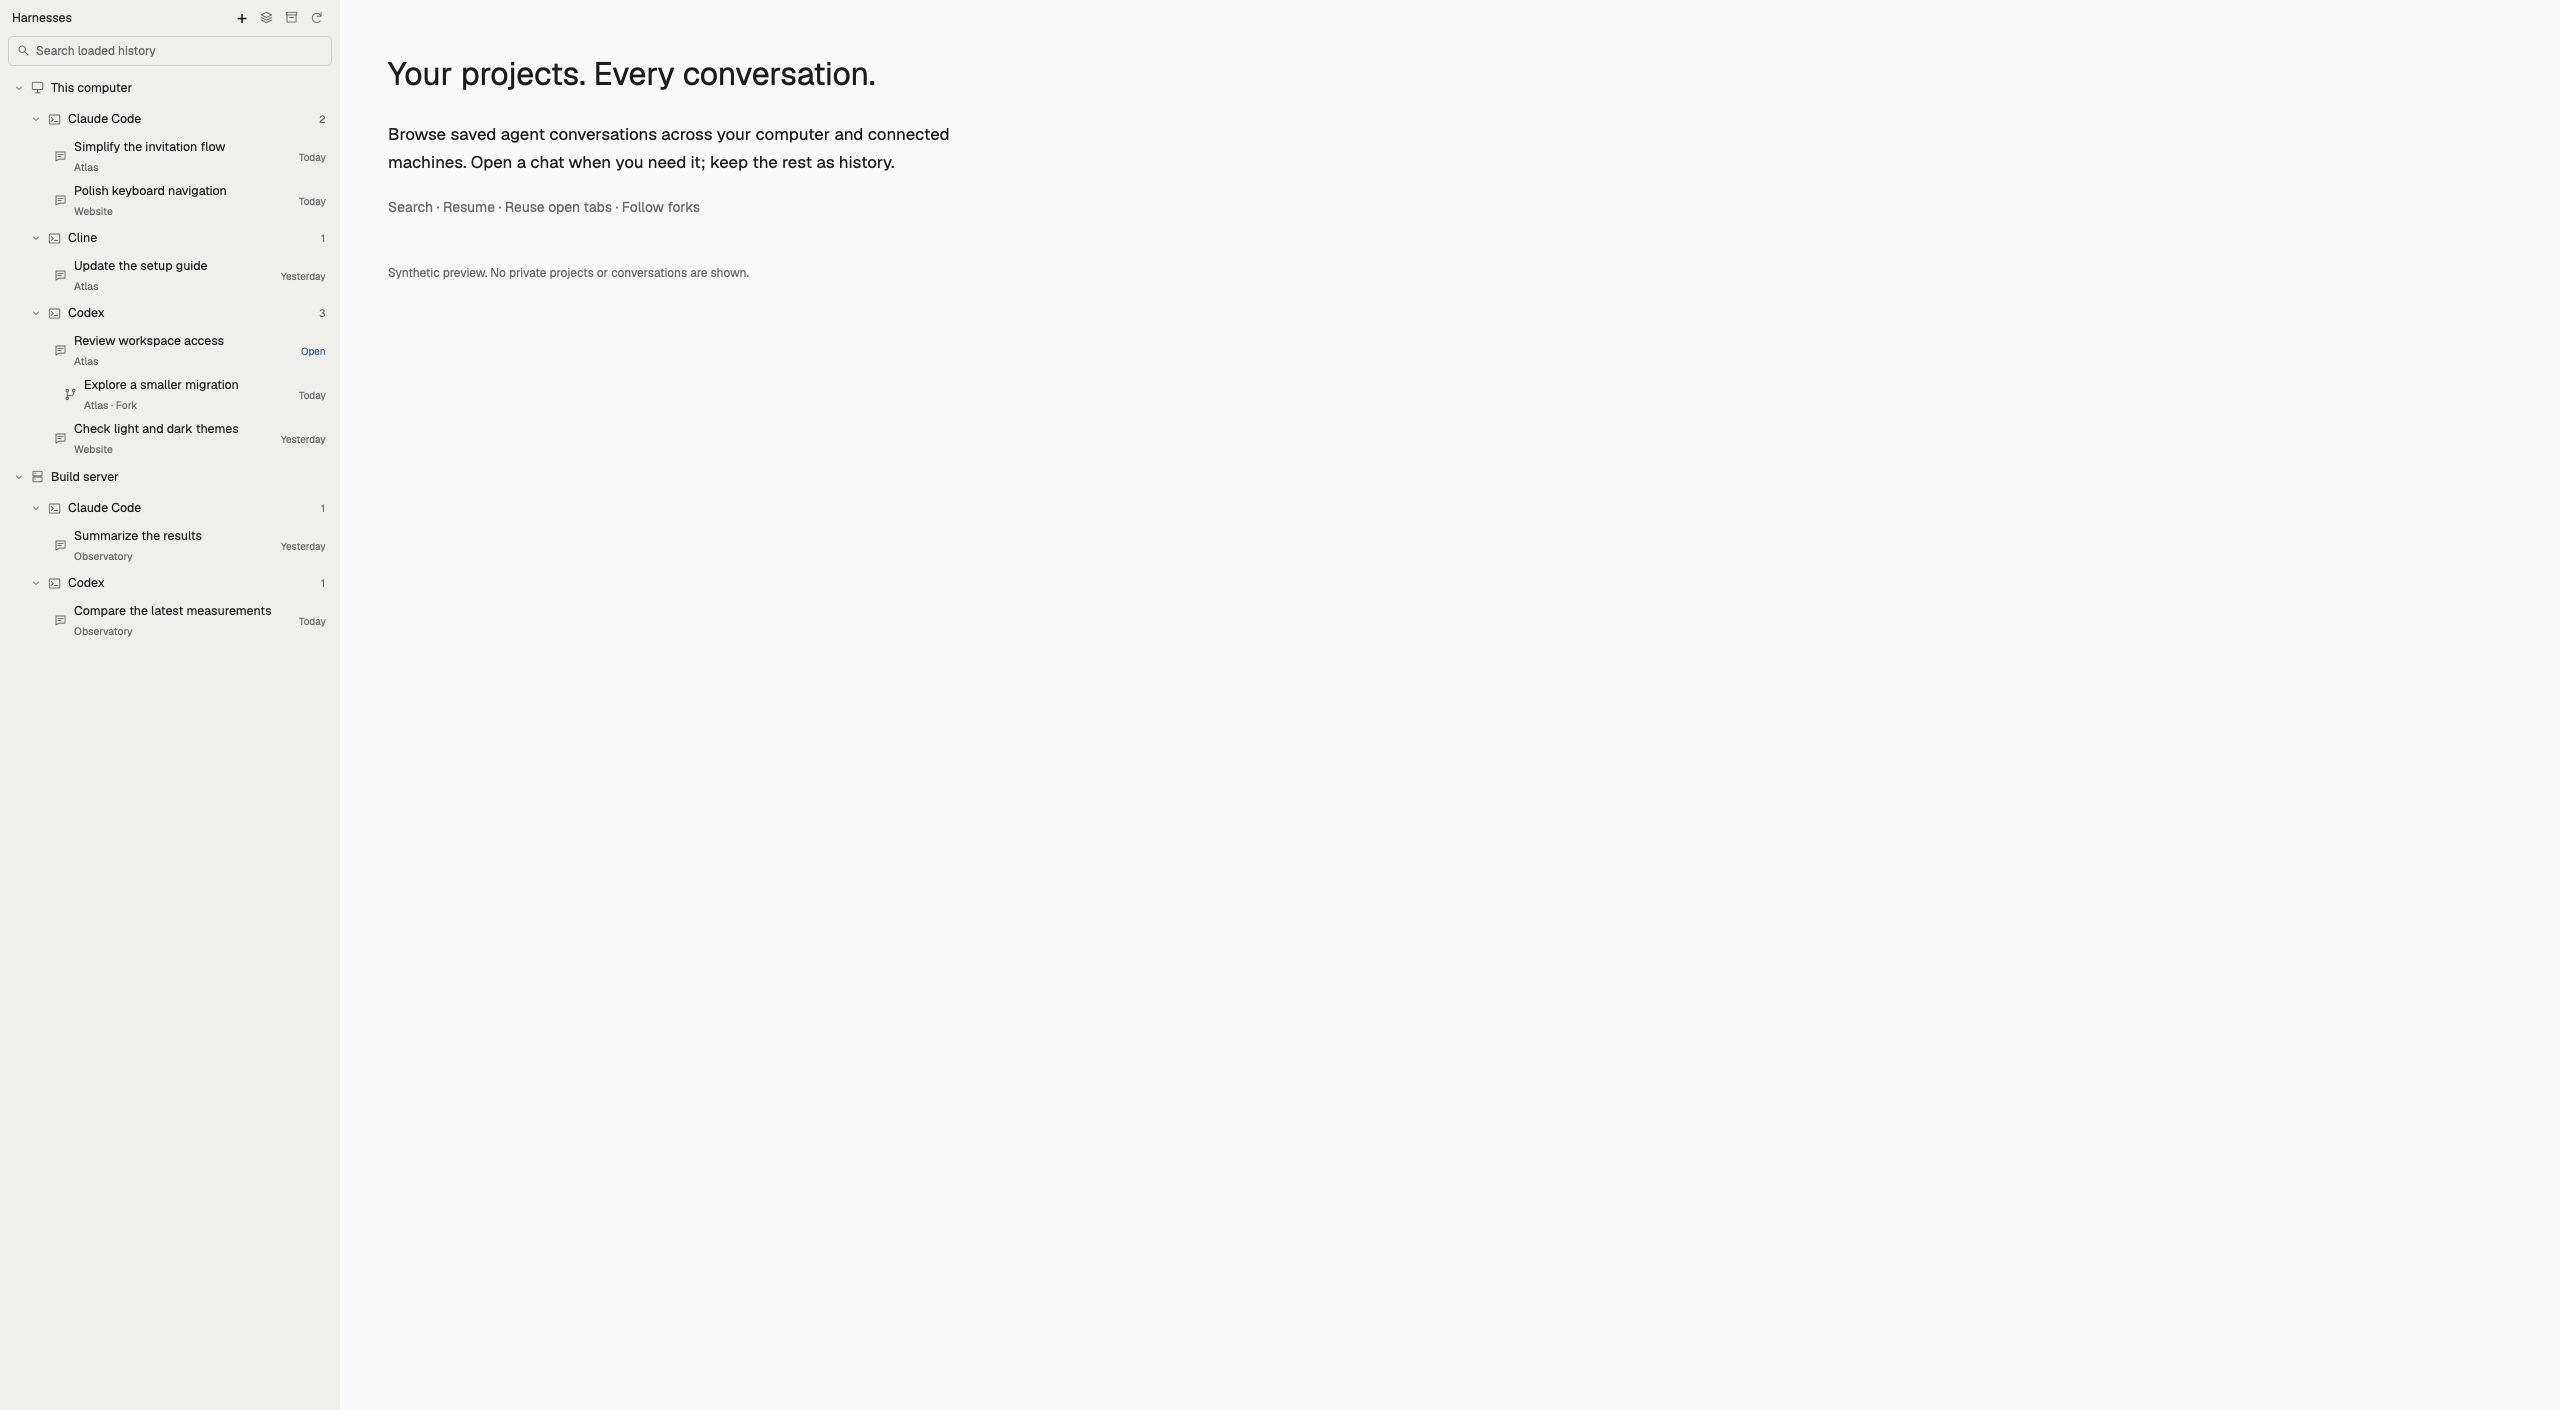 Harnesses
Search loaded history
This computer
Claude Code 2
Simplify the invitation flow
Atlas
Today
Polish keyboard navigation
Website
Today
Cline 1
Update the setup guide
Atlas
Yesterday
Codex 3
Review workspace access
Atlas
Open
Explore a smaller migration
Atlas · Fork
Today
Check light and dark themes
Website
Yesterday
Build server
Claude Code 1
Summarize the results
Observatory
Yesterday
Codex 1
Compare the latest measurements
Observatory
Today
Your projects. Every conversation.
Browse saved agent conversations across your computer and connected
machines. Open a chat when you need it; keep the rest as history.
Search · Resume · Reuse open tabs · Follow forks
Synthetic preview. No private projects or conversations are shown.